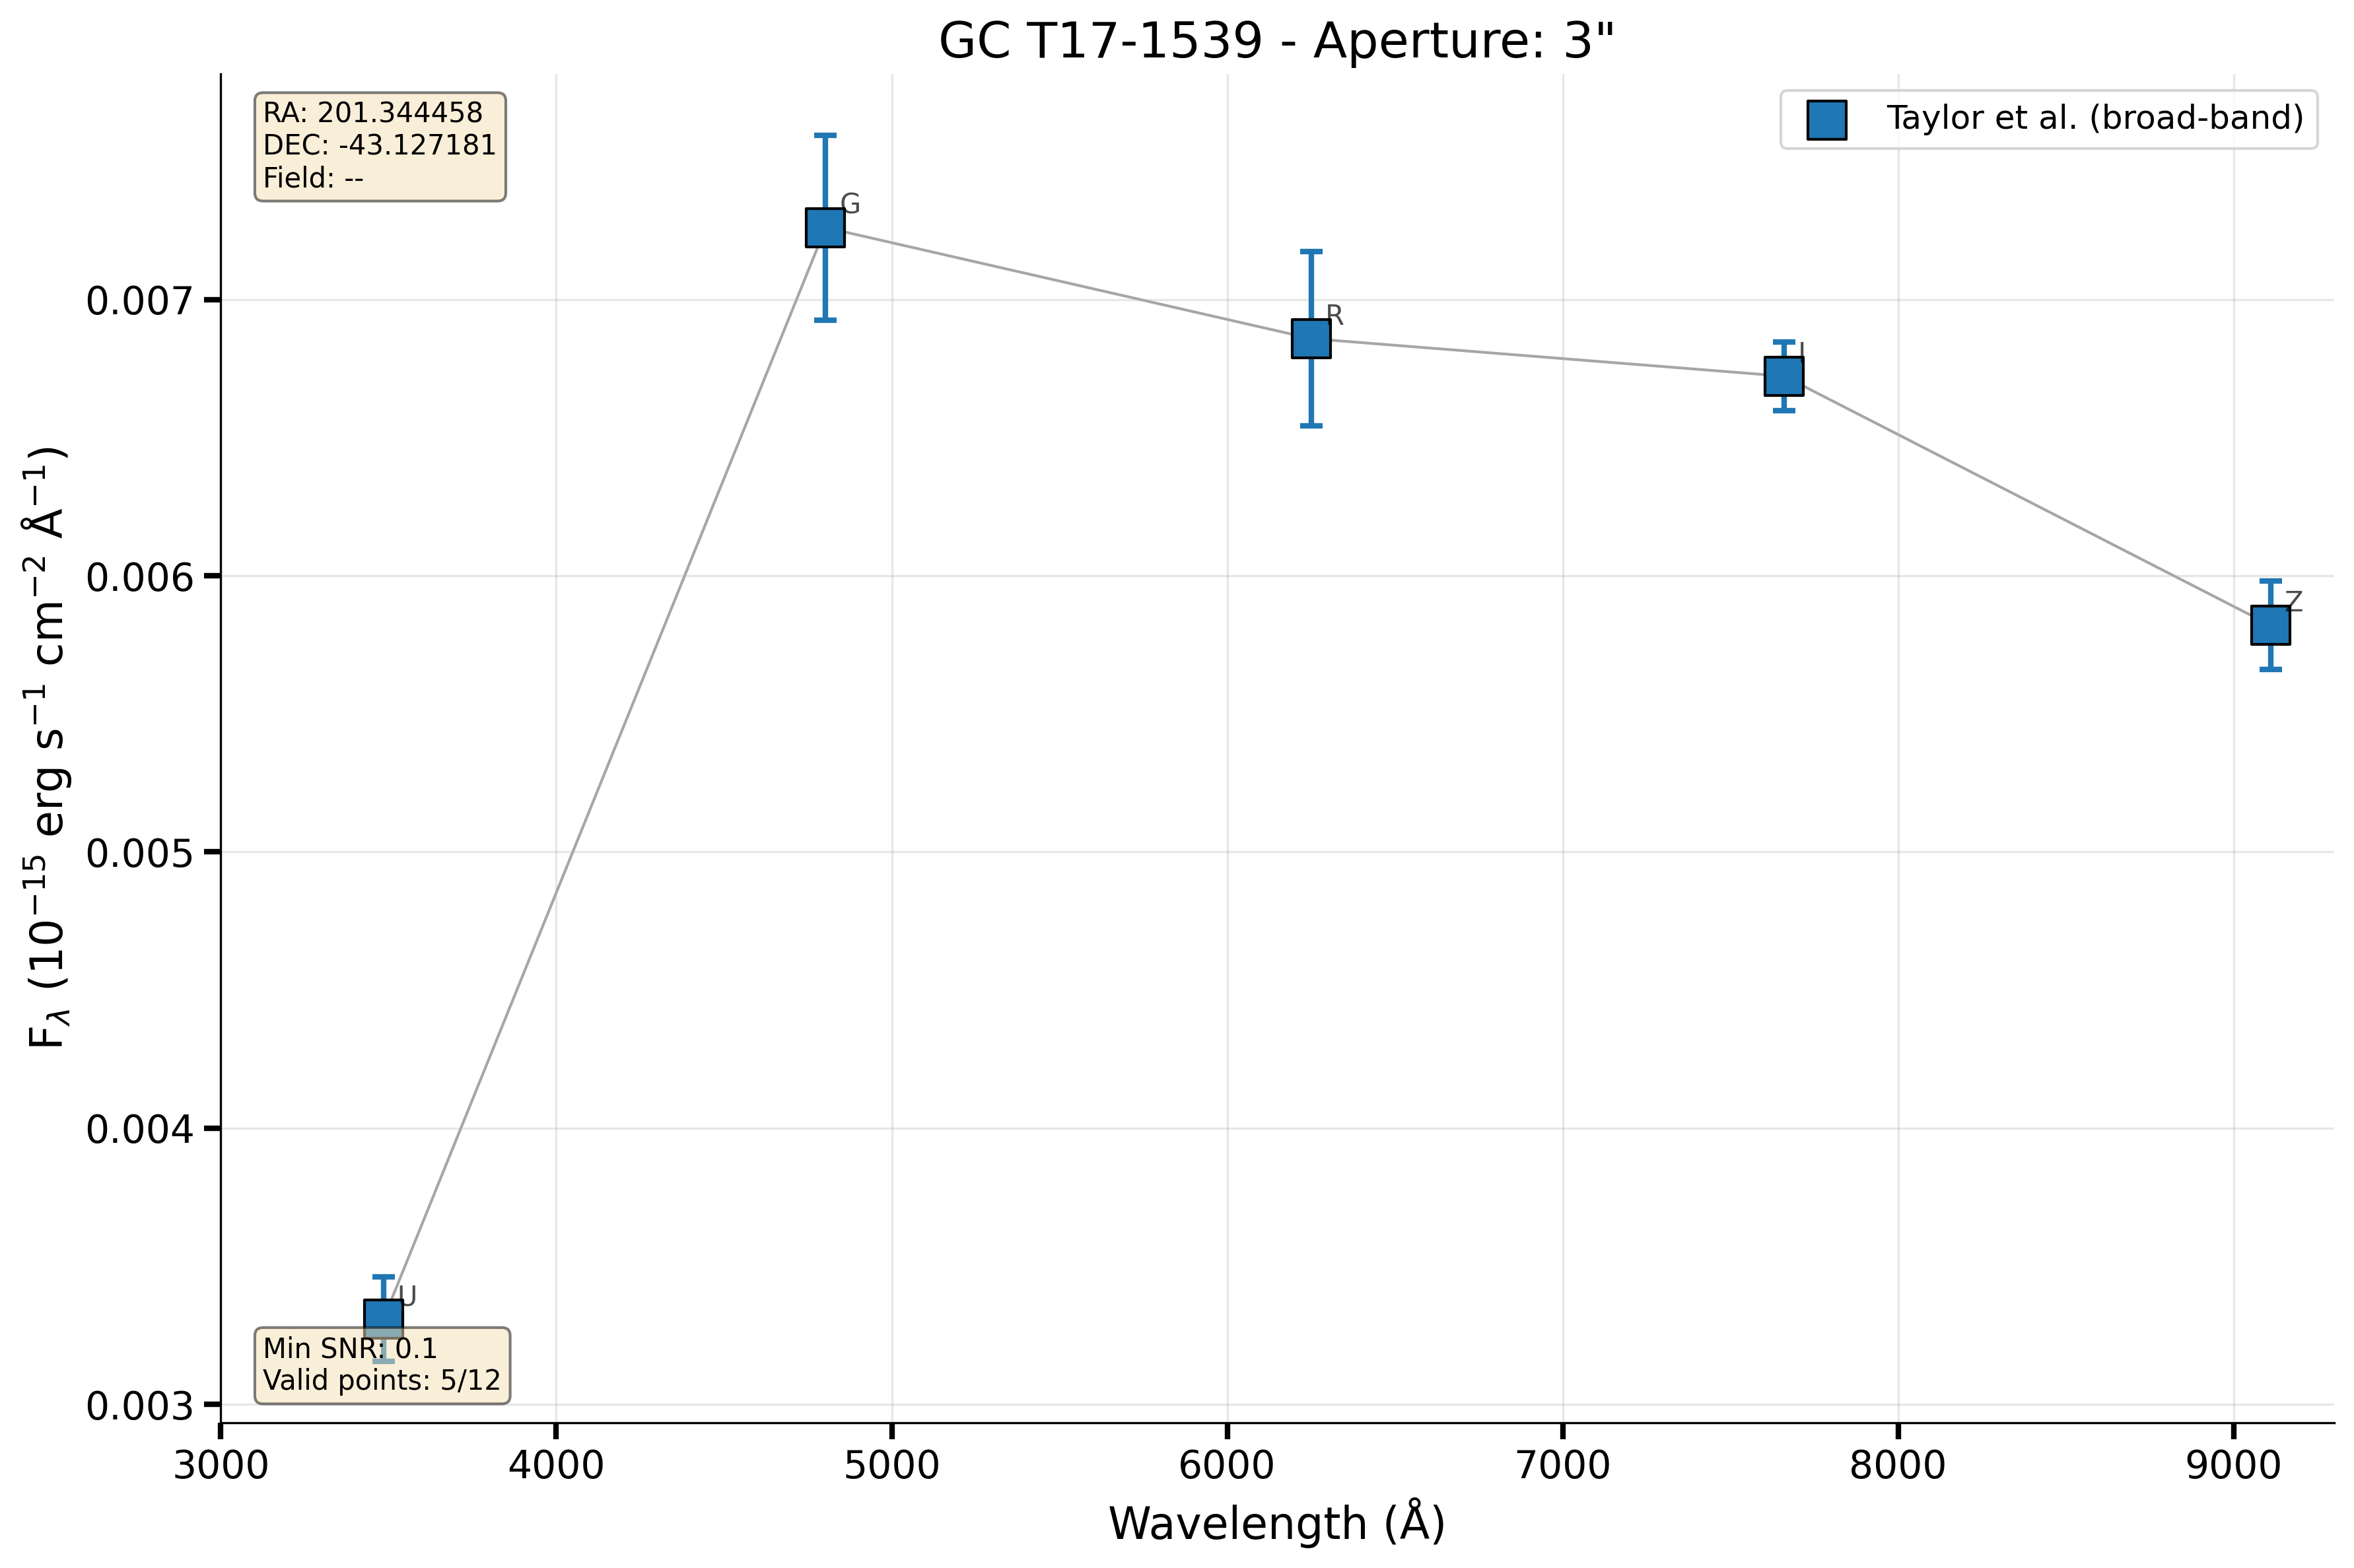 GC T17-1539 - Aperture: 3"
RA: 201.344458
DEC: -43.127181
Field: --
Taylor et al. (broad-band)
G
R
I
Z
U
Min SNR: 0.1
Valid points: 5/12
0.007
0.006
0.005
0.004
0.003
F_λ (10⁻¹⁵ erg s⁻¹ cm⁻² Å⁻¹)
3000 4000 5000 6000 7000 8000 9000
Wavelength (Å)